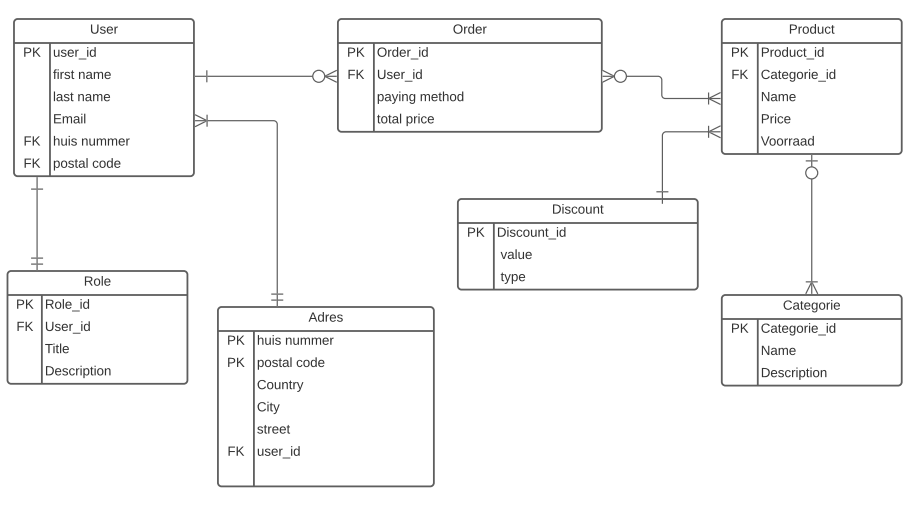 User
PK user_id
first name
last name
Email
FK huis nummer
FK postal code
Order
PK Order_id
FK User_id
paying method
total price
Product
PK Product_id
FK Categorie_id
Name
Price
Voorraad
Discount
PK Discount_id
value
type
Role
PK Role_id
FK User_id
Title
Description
Adres
PK huis nummer
PK postal code
Country
City
street
FK user_id
Categorie
PK Categorie_id
Name
Description